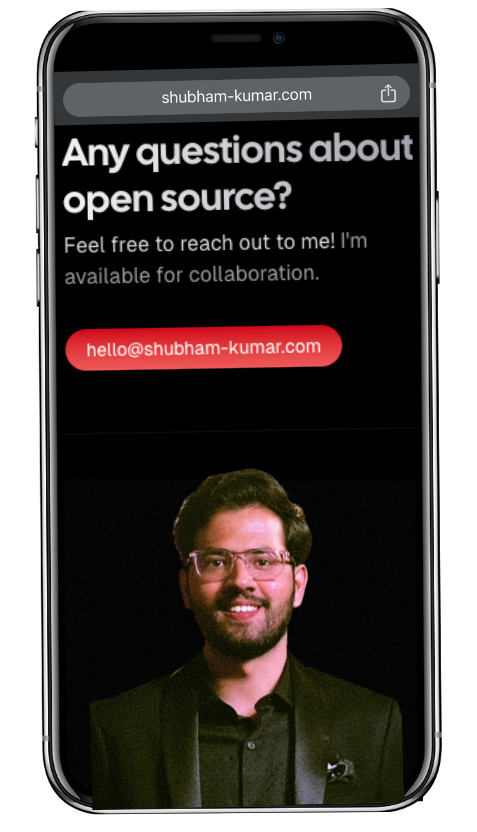 shubham-kumar.com
Any questions about
open source?
Feel free to reach out to me! I'm
available for collaboration.
hello@shubham-kumar.com